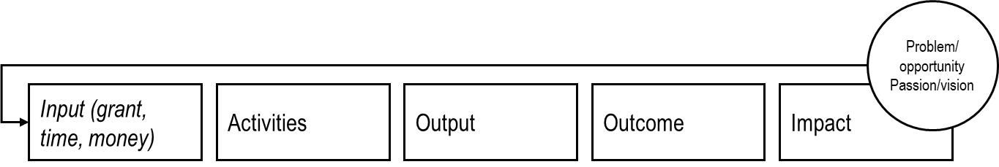 Problem/
opportunity
Passion/vision
Input (grant,
time, money)
Activities
Output
Outcome
Impact